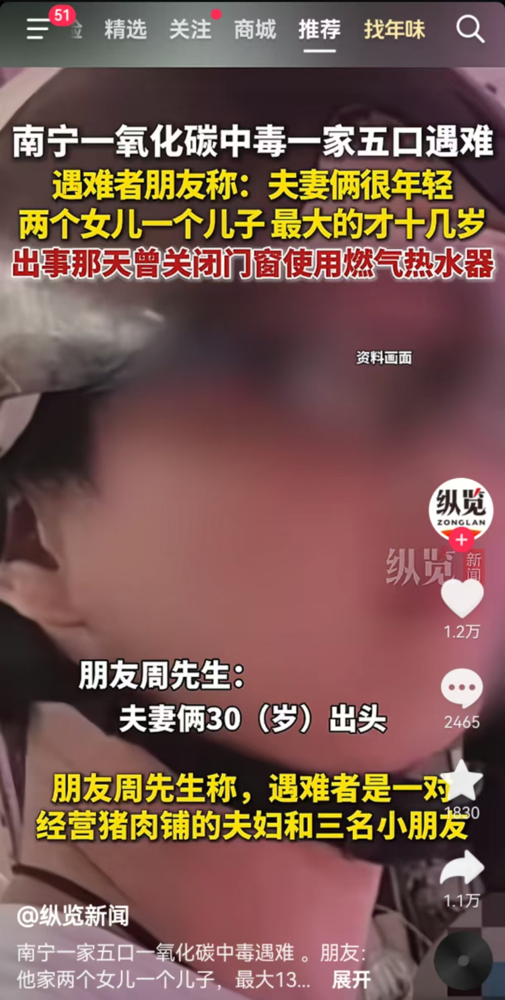 51
精选 关注 商城 推荐 找年味
南宁一氧化碳中毒一家五口遇难
遇难者朋友称：夫妻俩很年轻
两个女儿一个儿子 最大的才十几岁
出事那天曾关闭门窗使用燃气热水器
资料画面
纵览
ZONGLAN
纵览新闻
1.2万
朋友周先生：
夫妻俩30（岁）出头
2465
朋友周先生称，遇难者是一对
经营猪肉铺的夫妇和三名小朋友
1830
1.1万
@纵览新闻
南宁一家五口一氧化碳中毒遇难 。朋友：
他家两个女儿一个儿子，最大13... 展开